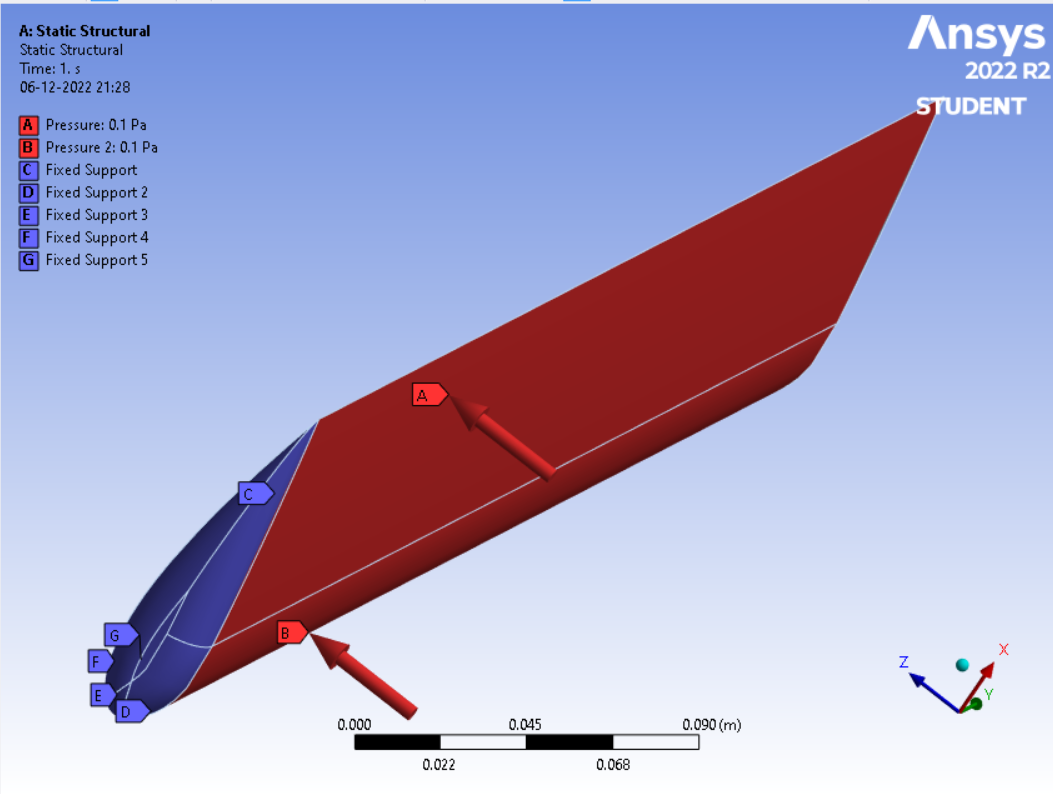 A: Static Structural
Static Structural
Time: 1. s
06-12-2022 21:28
A Pressure: 0.1 Pa
B Pressure 2: 0.1 Pa
C Fixed Support
D Fixed Support 2
E Fixed Support 3
F Fixed Support 4
G Fixed Support 5
Ansys
2022 R2
STUDENT
A
C
B
G
F
E
D
0.000 0.045 0.090 (m)
0.022 0.068
Z X
Y